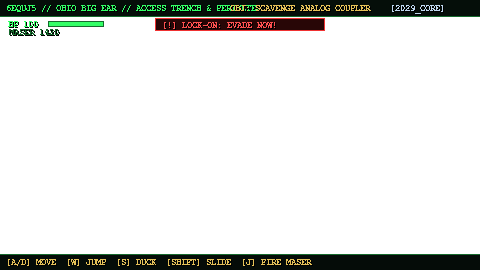 6EQUJ5 // OHIO BIG EAR // ACCESS TRENCH & SCAVENGE ANALOG COUPLER [2029_CORE]
HP 100
[!] LOCK-ON: EVADE NOW!
MASER 1420
[A/D] MOVE [W] JUMP [S] DUCK [SHIFT] SLIDE [J] FIRE MASER